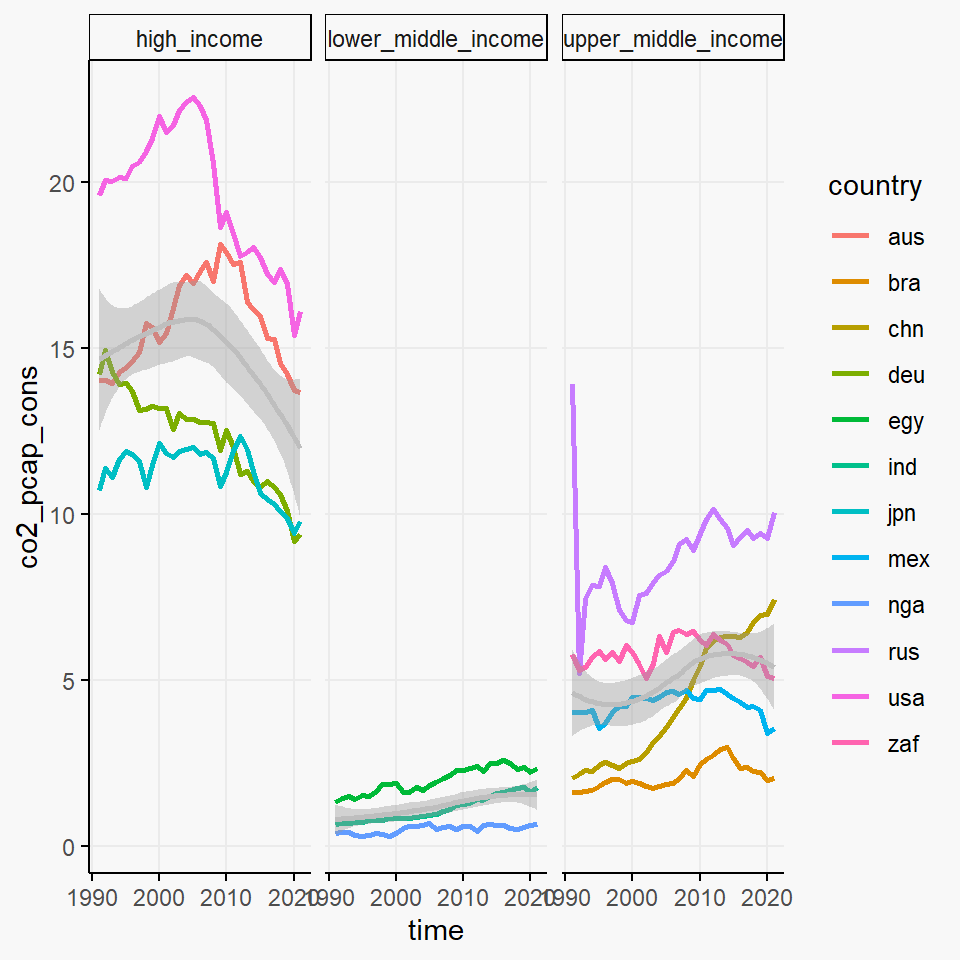 high_income
lower_middle_income
upper_middle_income
co2_pcap_cons
20
15
10
5
0
1990 2000 2010 2020
1990 2000 2010 2020
1990 2000 2010 2020
time
country
aus
bra
chn
deu
egy
ind
jpn
mex
nga
rus
usa
zaf